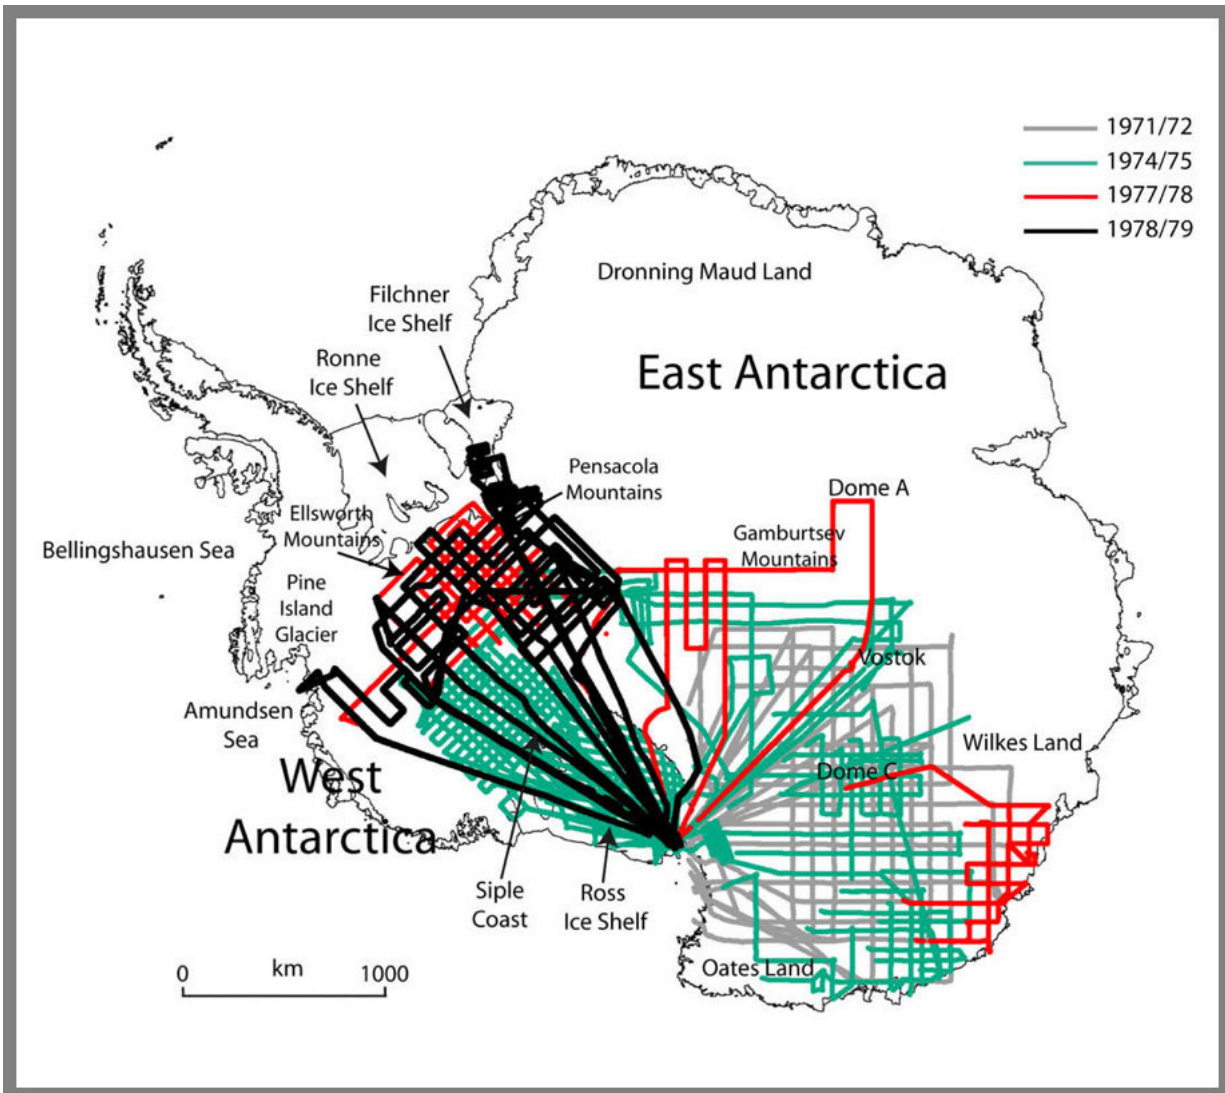 1971/72
1974/75
1977/78
1978/79
Dronning Maud Land
Filchner
Ice Shelf
Ronne
Ice Shelf
East Antarctica
Pensacola
Mountains
Dome A
Ellsworth
Mountains
Gamburtsev
Mountains
Bellingshausen Sea
Pine
Island
Glacier
Vostok
Amundsen
Sea
Wilkes Land
West
Antarctica
Dome C
Siple
Coast
Ross
Ice Shelf
Oates Land
0 km 1000